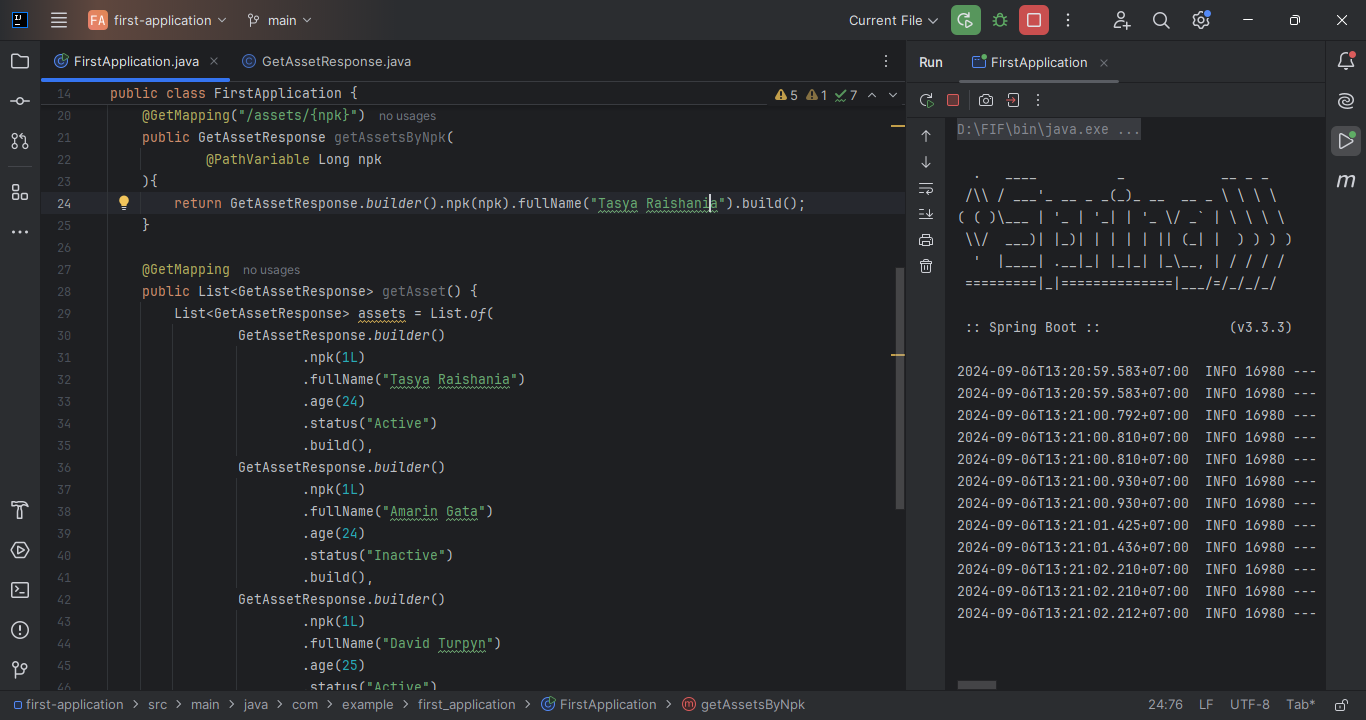 FA first-application main Current File
FirstApplication.java GetAssetResponse.java
Run FirstApplication
14 public class FirstApplication {
5 1 7
20 @GetMapping("/assets/{npk}") no usages
21 public GetAssetResponse getAssetsByNpk(
22 @PathVariable Long npk
23 ){
24 return GetAssetResponse.builder().npk(npk).fullName("Tasya Raishania").build();
25 }
26
27 @GetMapping no usages
28 public List<GetAssetResponse> getAsset() {
29 List<GetAssetResponse> assets = List.of(
30 GetAssetResponse.builder()
31 .npk(1L)
32 .fullName("Tasya Raishania")
33 .age(24)
34 .status("Active")
35 .build(),
36 GetAssetResponse.builder()
37 .npk(1L)
38 .fullName("Amarin Gata")
39 .age(24)
40 .status("Inactive")
41 .build(),
42 GetAssetResponse.builder()
43 .npk(1L)
44 .fullName("David Turpyn")
45 .age(25)
46 .status("Active")
D:\FIF\bin\java.exe ...
:: Spring Boot :: (v3.3.3)
2024-09-06T13:20:59.583+07:00 INFO 16980 ---
2024-09-06T13:20:59.583+07:00 INFO 16980 ---
2024-09-06T13:21:00.792+07:00 INFO 16980 ---
2024-09-06T13:21:00.810+07:00 INFO 16980 ---
2024-09-06T13:21:00.810+07:00 INFO 16980 ---
2024-09-06T13:21:00.930+07:00 INFO 16980 ---
2024-09-06T13:21:00.930+07:00 INFO 16980 ---
2024-09-06T13:21:01.425+07:00 INFO 16980 ---
2024-09-06T13:21:01.436+07:00 INFO 16980 ---
2024-09-06T13:21:02.210+07:00 INFO 16980 ---
2024-09-06T13:21:02.210+07:00 INFO 16980 ---
2024-09-06T13:21:02.212+07:00 INFO 16980 ---
first-application > src > main > java > com > example > first_application > FirstApplication > getAssetsByNpk
24:76 LF UTF-8 Tab*